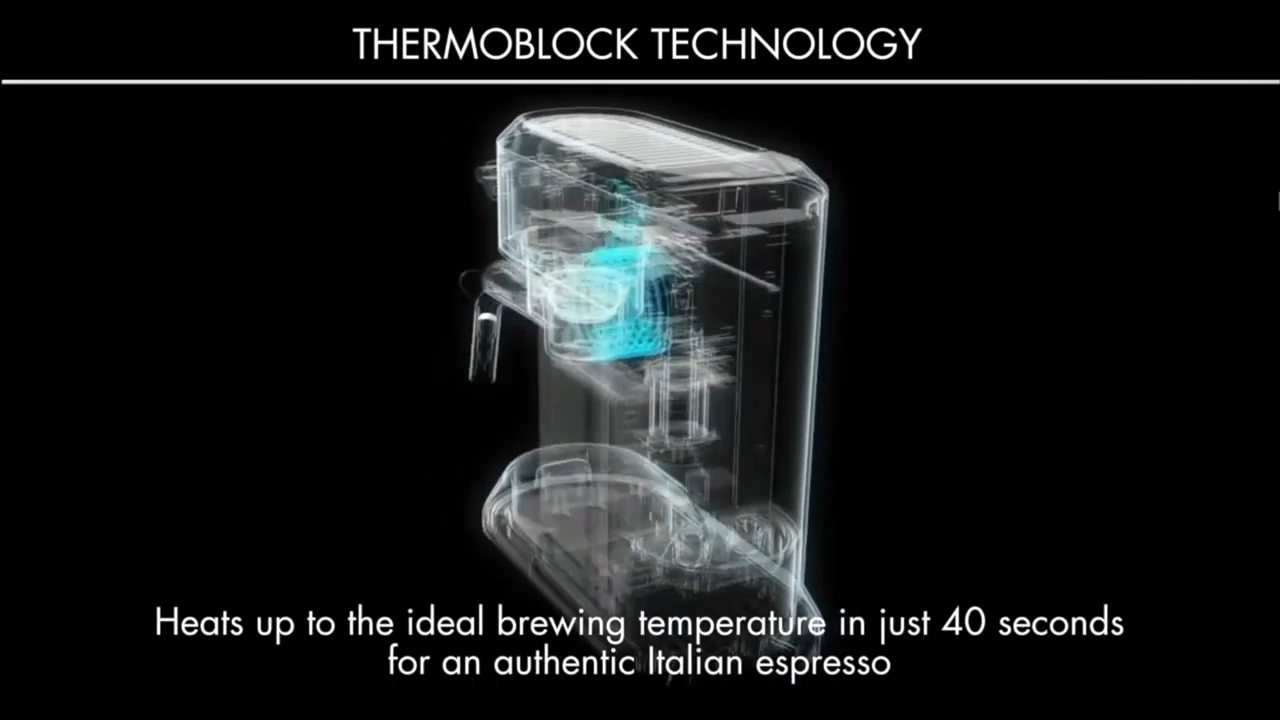 THERMOBLOCK TECHNOLOGY
Heats up to the ideal brewing temperature in just 40 seconds
for an authentic Italian espresso